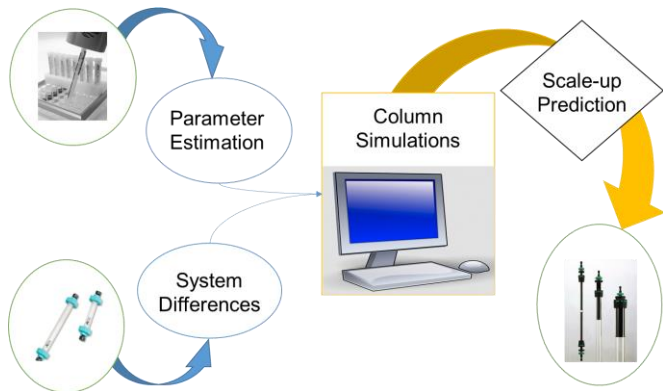 Parameter
Estimation
Column
Simulations
Scale-up
Prediction
System
Differences